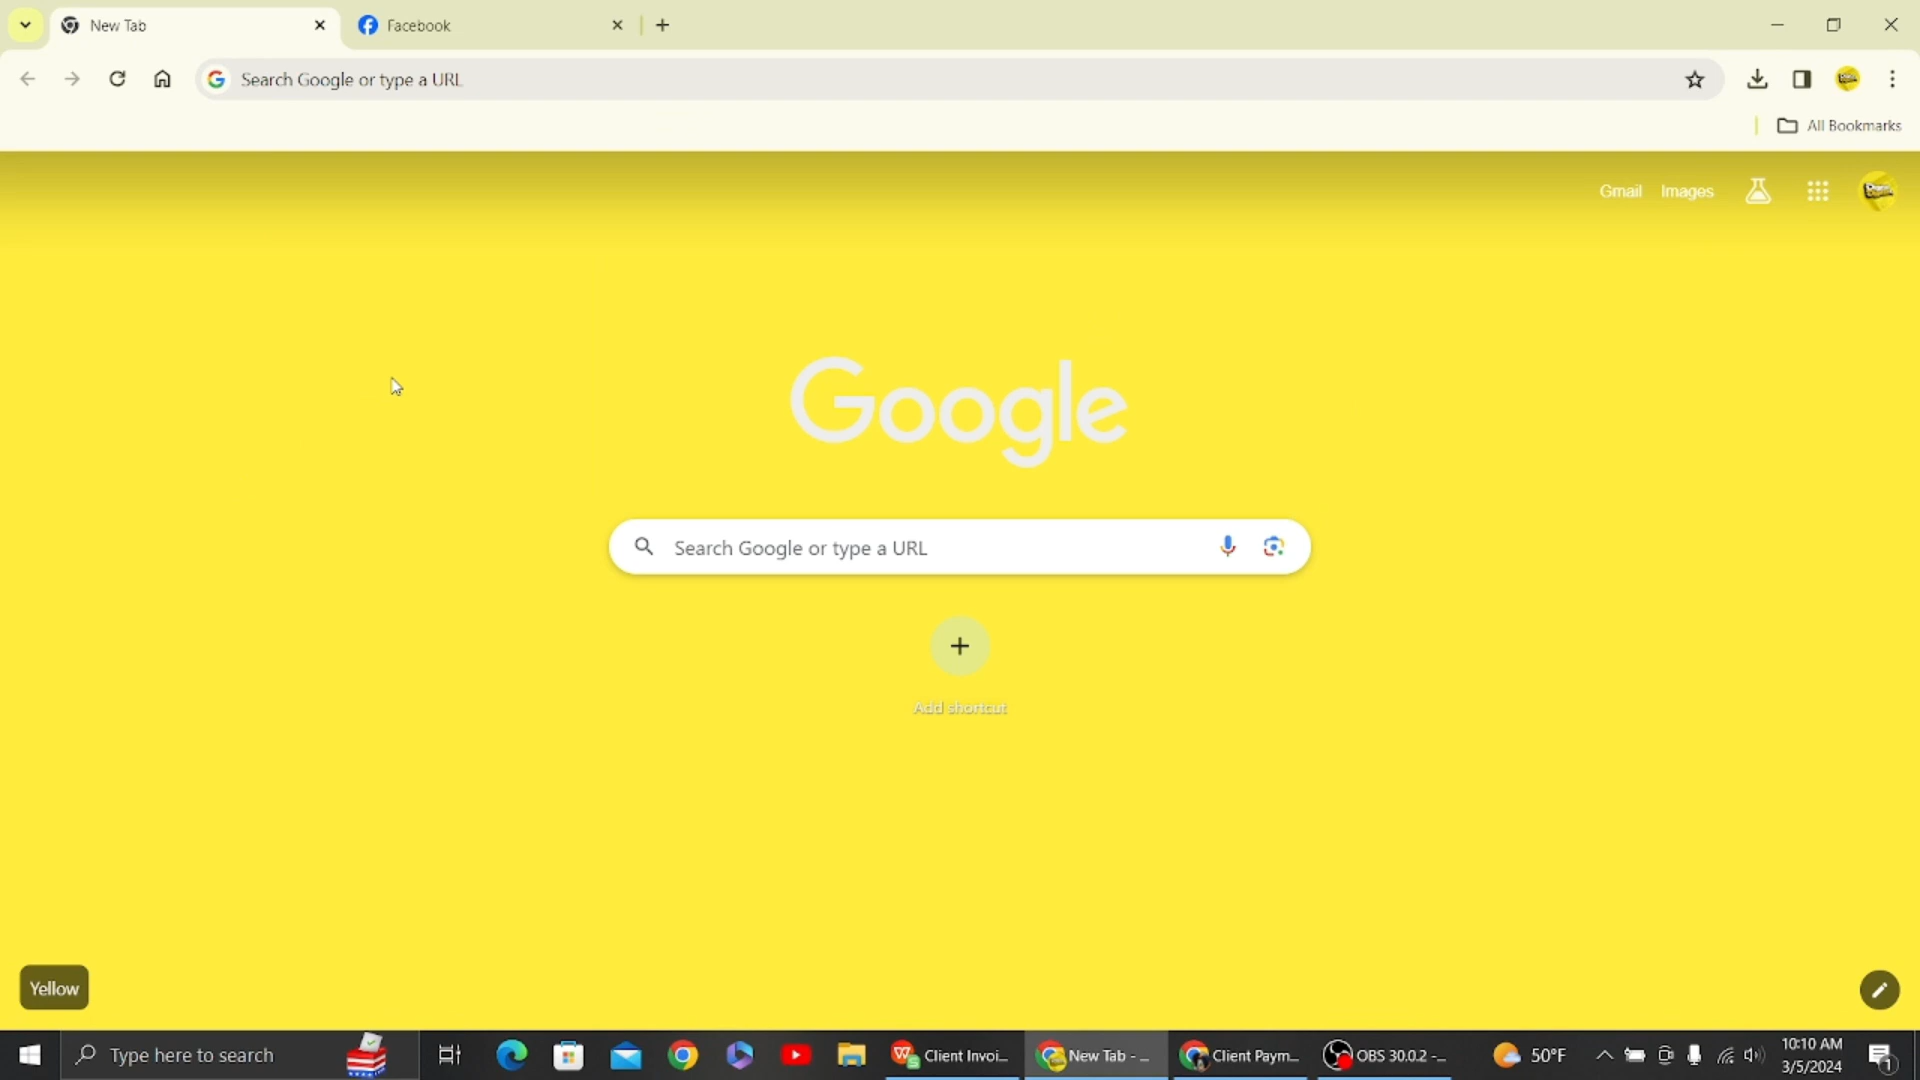 New Tab
Facebook
Search Google or type a URL
All Bookmarks
Gmail
Images
Google
Search Google or type a URL
Add shortcut
Yellow
Type here to search
Client Invoi...
New Tab - ...
Client Paym...
OBS 30.0.2 -...
50°F
10:10 AM
3/5/2024
1